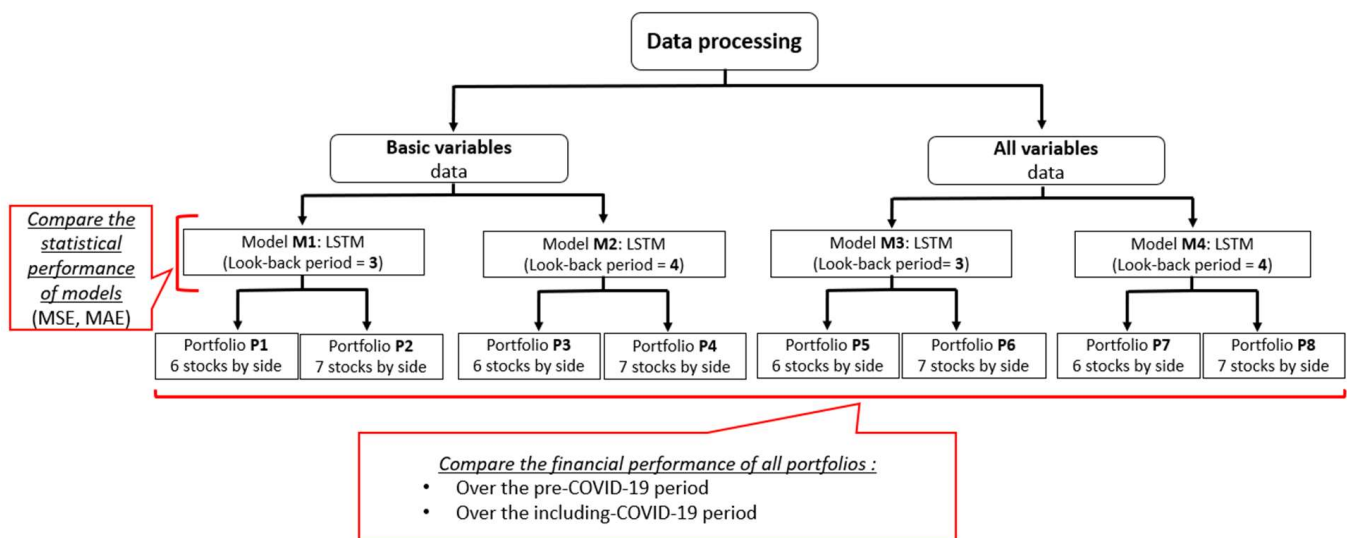 Data processing
Basic variables
data
All variables
data
Compare the
statistical
performance
of models
(MSE, MAE)
Model M1: LSTM
(Look-back period = 3)
Model M2: LSTM
(Look-back period = 4)
Model M3: LSTM
(Look-back period= 3)
Model M4: LSTM
(Look-back period = 4)
Portfolio P1
6 stocks by side
Portfolio P2
7 stocks by side
Portfolio P3
6 stocks by side
Portfolio P4
7 stocks by side
Portfolio P5
6 stocks by side
Portfolio P6
7 stocks by side
Portfolio P7
6 stocks by side
Portfolio P8
7 stocks by side
Compare the financial performance of all portfolios :
• Over the pre-COVID-19 period
• Over the including-COVID-19 period